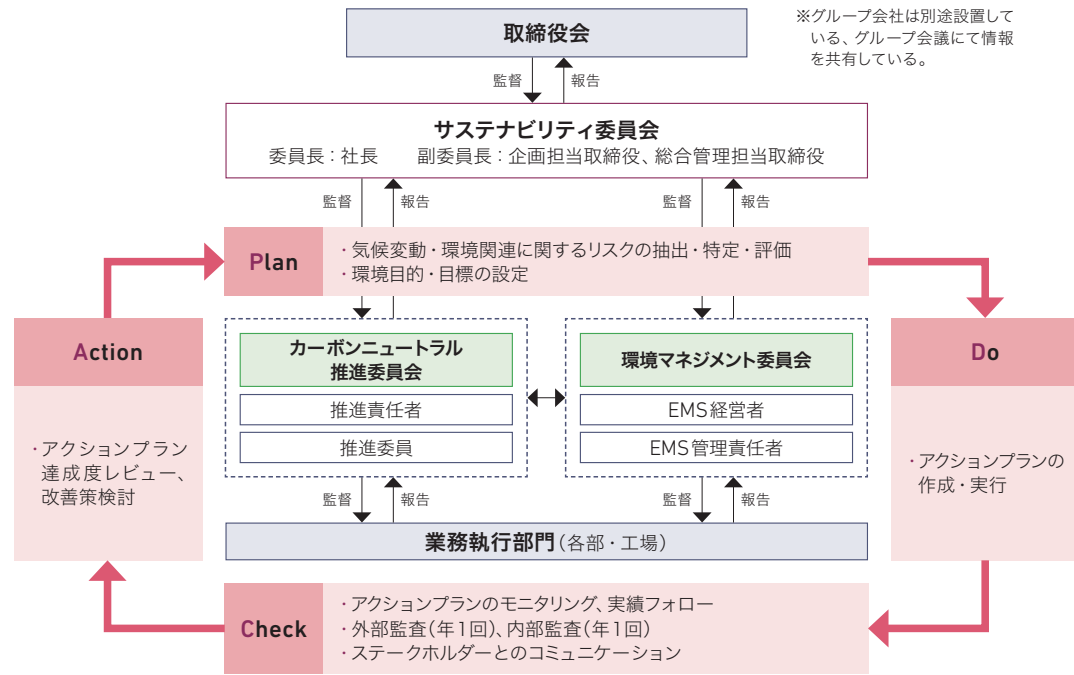 取締役会
※グループ会社は別途設置して
いる、グループ会議にて情報
を共有している。
監督
報告
サステナビリティ委員会
委員長：社長　　副委員長：企画担当取締役、総合管理担当取締役
監督
報告
監督
報告
Plan
・気候変動・環境関連に関するリスクの抽出・特定・評価
・環境目的・目標の設定
Action
・アクションプラン
達成度レビュー、
改善策検討
カーボンニュートラル
推進委員会
推進責任者
推進委員
環境マネジメント委員会
EMS経営者
EMS管理責任者
Do
・アクションプランの
作成・実行
監督
報告
監督
報告
業務執行部門（各部・工場）
Check
・アクションプランのモニタリング、実績フォロー
・外部監査（年1回）、内部監査（年1回）
・ステークホルダーとのコミュニケーション